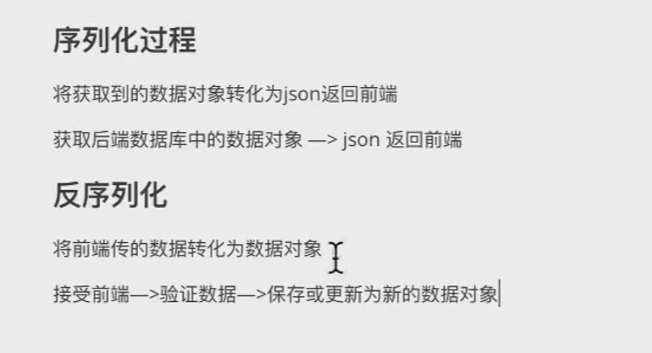 序列化过程
将获取到的数据对象转化为json返回前端
获取后端数据库中的数据对象 —> json 返回前端
反序列化
将前端传的数据转化为数据对象
接受前端—>验证数据—>保存或更新为新的数据对象